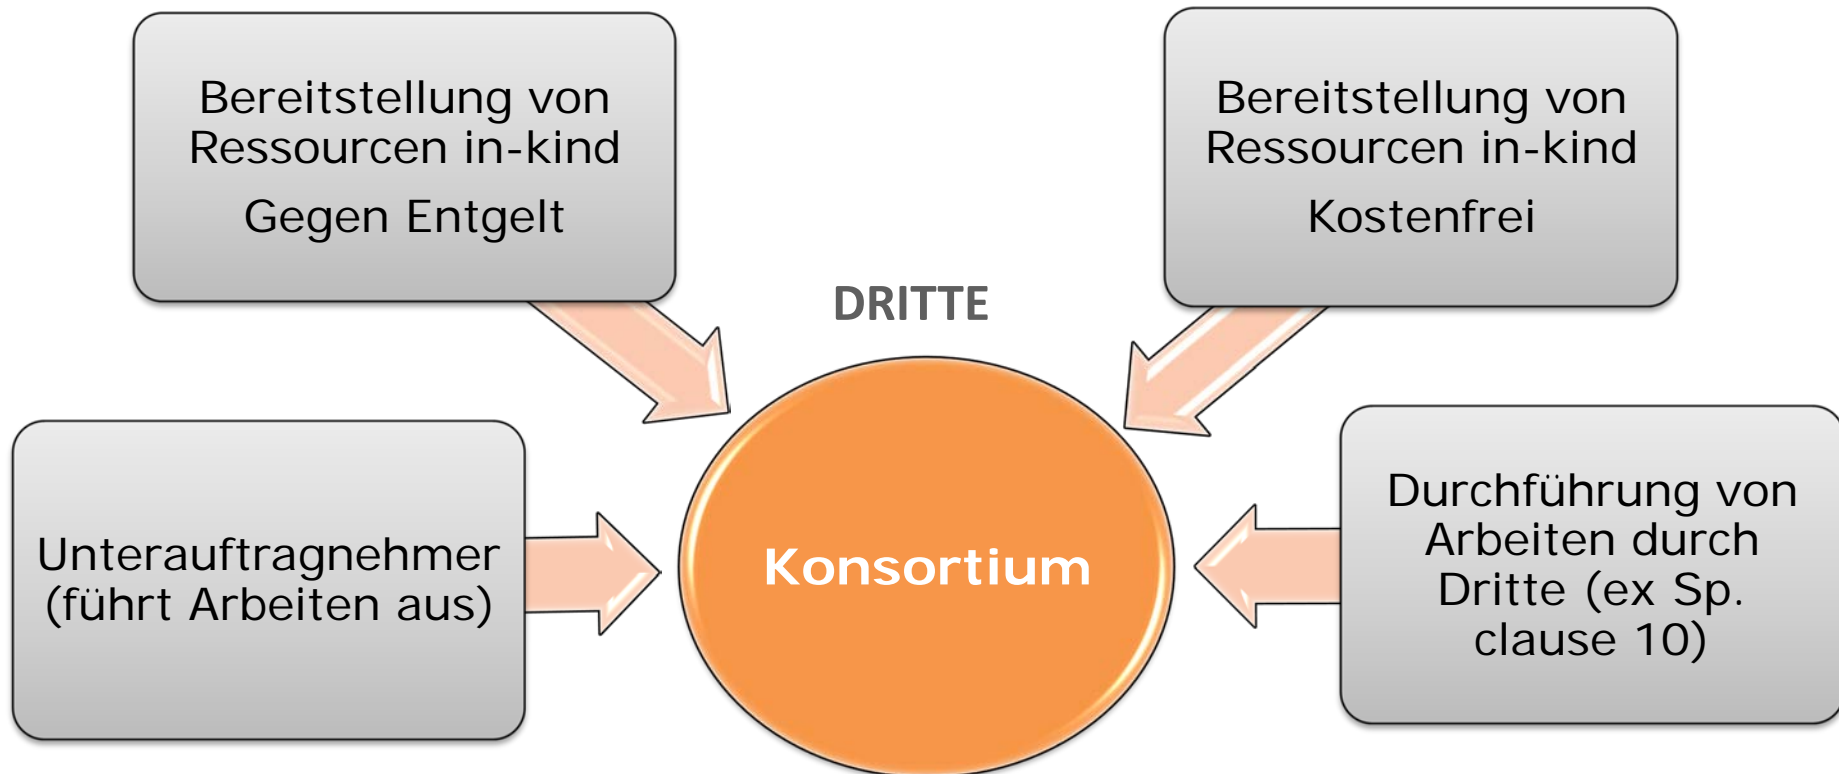 Bereitstellung von
Ressourcen in-kind
Gegen Entgelt
Bereitstellung von
Ressourcen in-kind
Kostenfrei
DRITTE
Unterauftragnehmer
(führt Arbeiten aus)
Konsortium
Durchführung von
Arbeiten durch
Dritte (ex Sp.
clause 10)